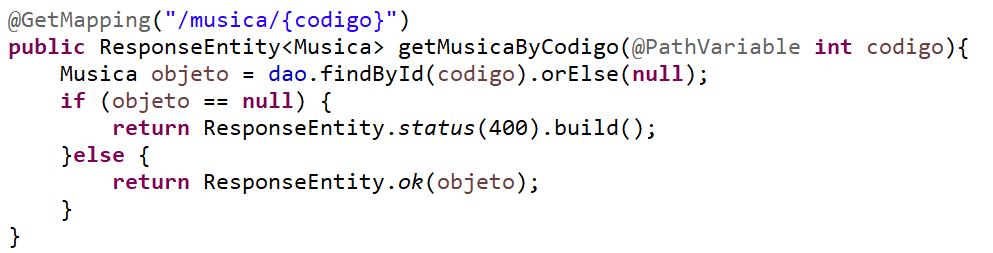 @GetMapping("/musica/{codigo}")
public ResponseEntity<Musica> getMusicaByCodigo(@PathVariable int codigo){
    Musica objeto = dao.findById(codigo).orElse(null);
    if (objeto == null) {
        return ResponseEntity.status(400).build();
    }else {
        return ResponseEntity.ok(objeto);
    }
}